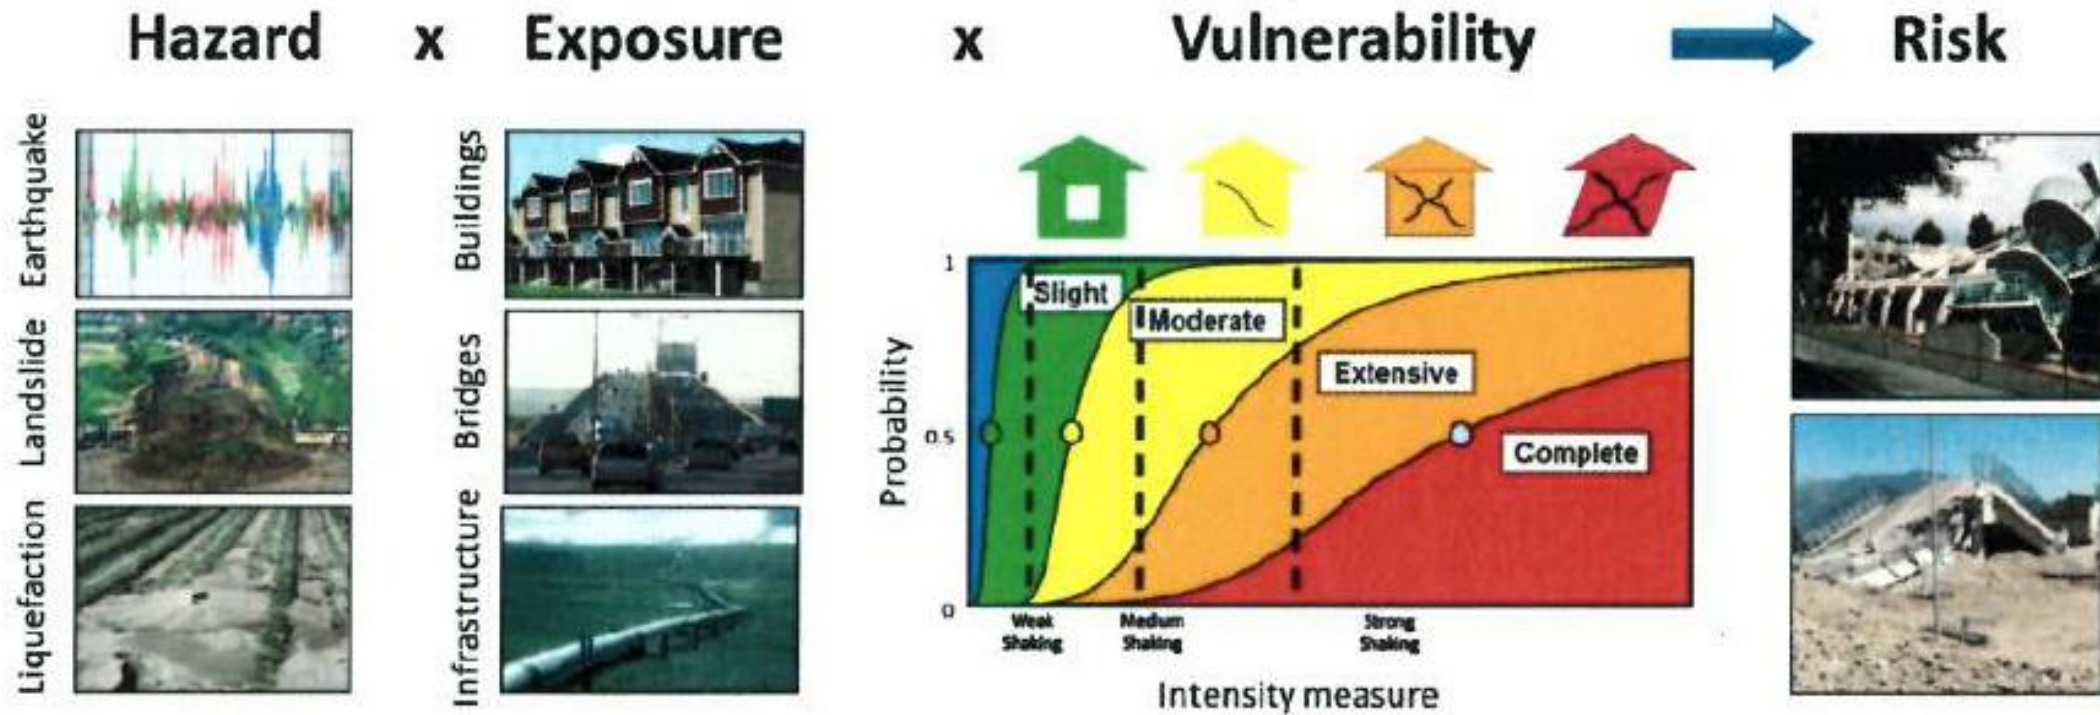 Hazard x Exposure x Vulnerability Risk
Earthquake
Landslide
Liquefaction
Buildings
Bridges
Infrastructure
Probability
1
0.5
0
Slight
Moderate
Extensive
Complete
Weak
Shaking
Medium
Shaking
Strong
Shaking
Intensity measure